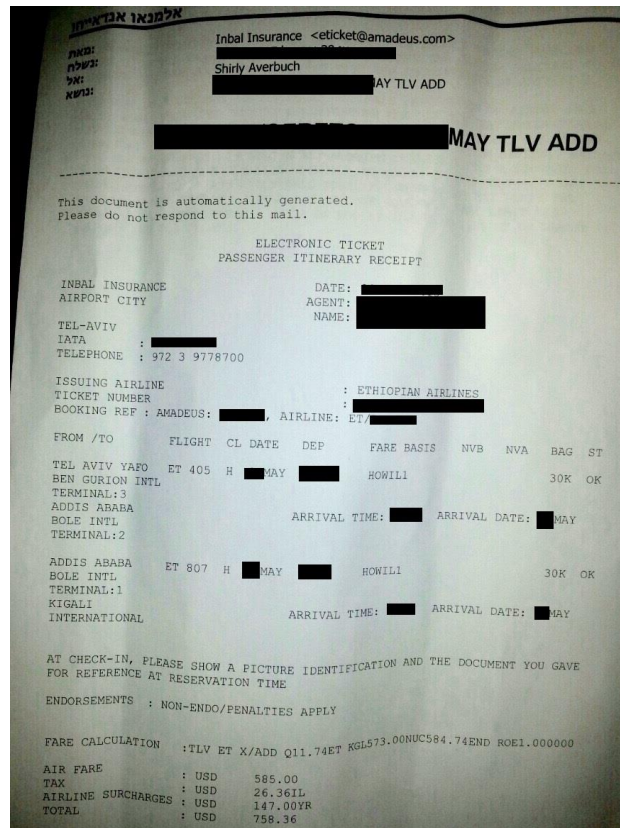 אלמנאו אנדאייחו
מאת:
Inbal Insurance <eticket@amadeus.com>
נשלח:
אל:
Shirly Averbuch
נושא:
MAY TLV ADD
MAY TLV ADD
This document is automatically generated.
Please do not respond to this mail.
ELECTRONIC TICKET
PASSENGER ITINERARY RECEIPT
INBAL INSURANCE DATE:
AIRPORT CITY AGENT:
NAME:
TEL-AVIV
IATA :
TELEPHONE : 972 3 9778700
ISSUING AIRLINE : ETHIOPIAN AIRLINES
TICKET NUMBER :
BOOKING REF : AMADEUS: , AIRLINE: ET/
FROM /TO FLIGHT CL DATE DEP FARE BASIS NVB NVA BAG ST
TEL AVIV YAFO ET 405 H MAY HOWIL1 30K OK
BEN GURION INTL
TERMINAL:3
ADDIS ABABA ARRIVAL TIME: ARRIVAL DATE: MAY
BOLE INTL
TERMINAL:2
ADDIS ABABA ET 807 H MAY HOWIL1 30K OK
BOLE INTL
TERMINAL:1
KIGALI ARRIVAL TIME: ARRIVAL DATE: MAY
INTERNATIONAL
AT CHECK-IN, PLEASE SHOW A PICTURE IDENTIFICATION AND THE DOCUMENT YOU GAVE
FOR REFERENCE AT RESERVATION TIME
ENDORSEMENTS : NON-ENDO/PENALTIES APPLY
FARE CALCULATION :TLV ET X/ADD Q11.74ET KGL573.00NUC584.74END ROE1.000000
AIR FARE : USD 585.00
TAX : USD 26.36IL
AIRLINE SURCHARGES : USD 147.00YR
TOTAL : USD 758.36